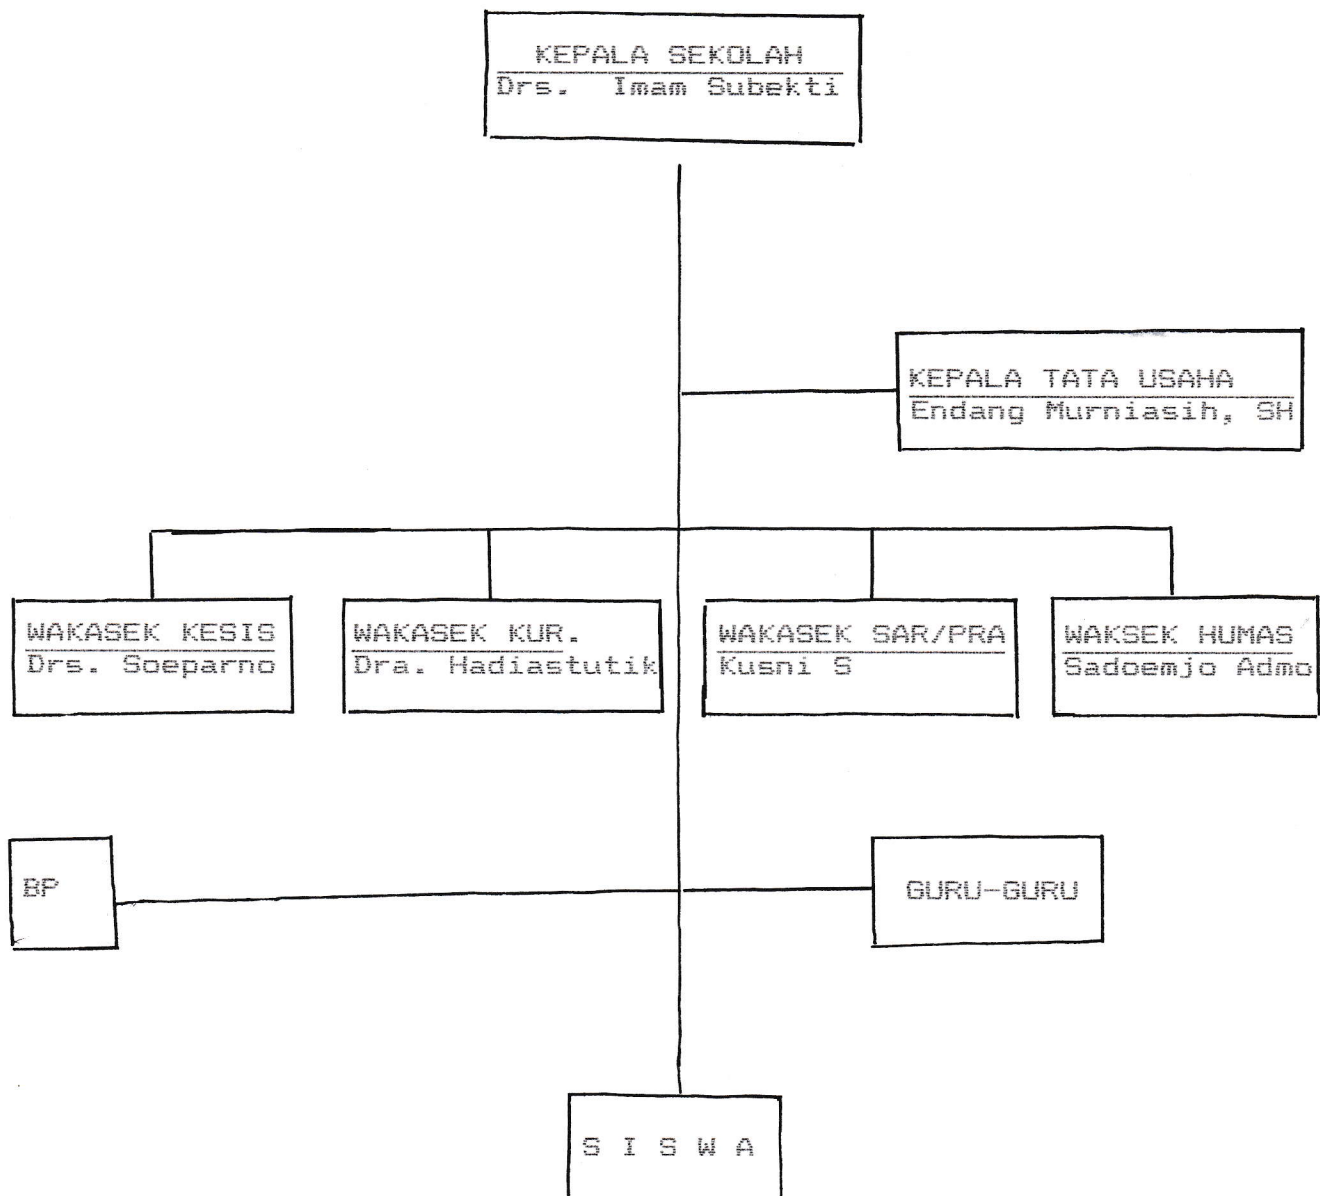 KEPALA SEKOLAH
Drs. Imam Subekti
KEPALA TATA USAHA
Endang Murniasih, SH
WAKASEK KESIS
Drs. Soeparno
WAKASEK KUR.
Dra. Hadiastutik
WAKASEK SAR/PRA
Kusni S
WAKSEK HUMAS
Sadoemjo Admo
BP
GURU-GURU
S I S W A